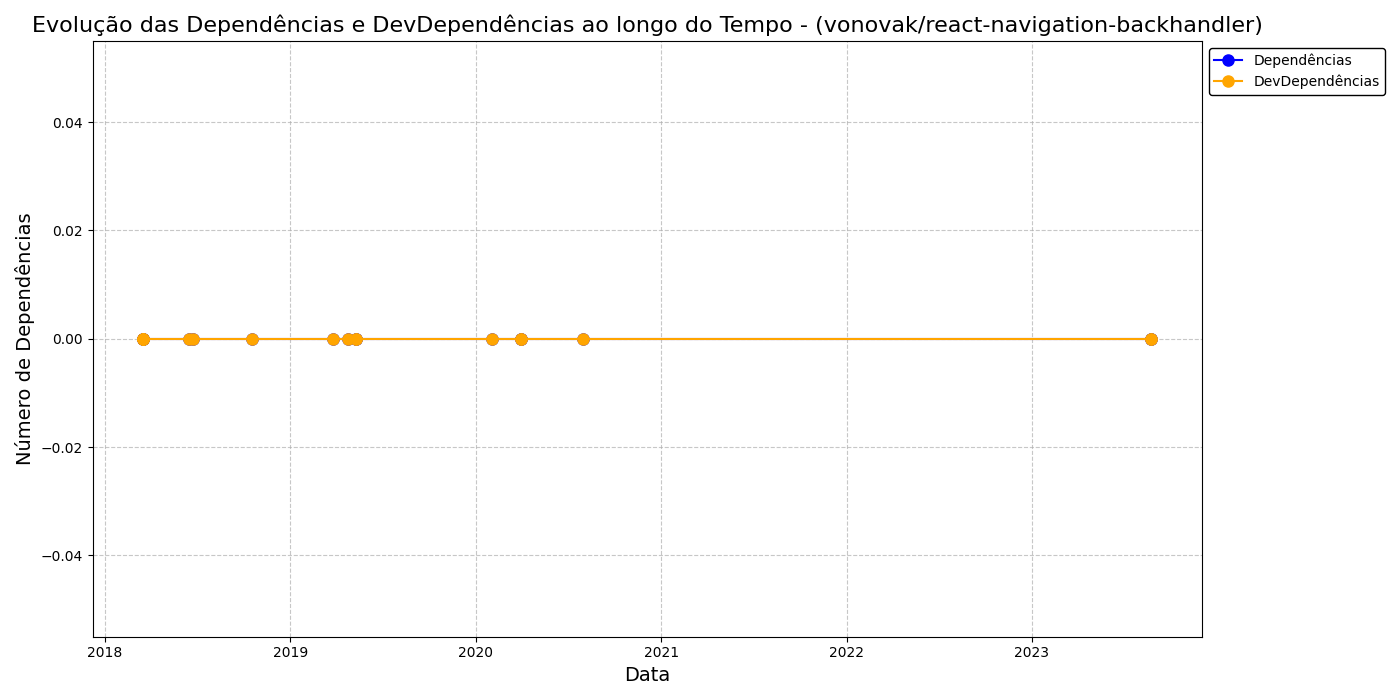 Evolução das Dependências e DevDependências ao longo do Tempo - (vonovak/react-navigation-backhandler)
Dependências
DevDependências
Número de Dependências
0.04
0.02
0.00
−0.02
−0.04
2018 2019 2020 2021 2022 2023
Data